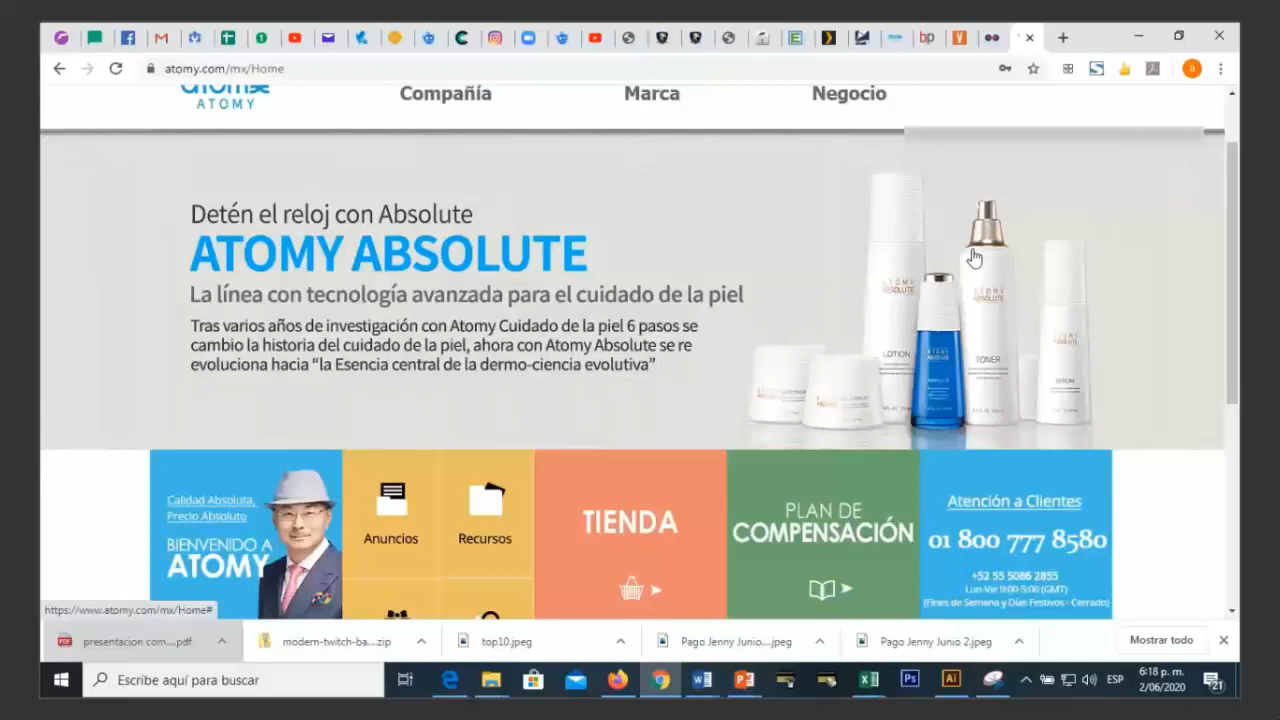 atomy.com/mx/Home
ATOMY
Compañía
Marca
Negocio
Detén el reloj con Absolute
ATOMY ABSOLUTE
La línea con tecnología avanzada para el cuidado de la piel
Tras varios años de investigación con Atomy Cuidado de la piel 6 pasos se
cambio la historia del cuidado de la piel, ahora con Atomy Absolute se re
evoluciona hacia “la Esencia central de la dermo-ciencia evolutiva”
LOTION
TONER
SERUM
Calidad Absoluta,
Precio Absoluto
BIENVENIDO A
ATOMY
Anuncios
Recursos
TIENDA
PLAN DE
COMPENSACIÓN
Atención a Clientes
01 800 777 8580
+52 55 5086 2855
Lun-Vie 9:00-5:00 (GMT)
(Fines de Semana y Días Festivos - Cerrado)
https://www.atomy.com/mx/Home#
presentacion com....pdf
modern-twitch-ba....zip
top10.jpeg
Pago Jenny Junio....jpeg
Pago Jenny Junio 2.jpeg
Mostrar todo
Escribe aquí para buscar
ESP
6:18 p. m.
2/06/2020
21